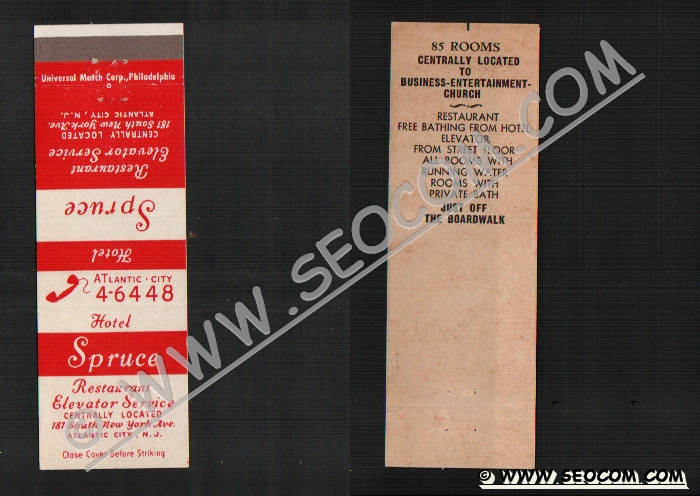 Universal Match Corp., Philadelphia
181 South New York Ave.
ATLANTIC CITY, N.J.
CENTRALLY LOCATED
Elevator Service
Restaurant
Spruce
Hotel
ATLANTIC - CITY
4-6448
Hotel
Spruce
Restaurant
Elevator Service
CENTRALLY LOCATED
181 South New York Ave.
ATLANTIC CITY, N.J.
Close Cover Before Striking
85 ROOMS
CENTRALLY LOCATED
TO
BUSINESS-ENTERTAINMENT-
CHURCH
RESTAURANT
FREE BATHING FROM HOTEL
ELEVATOR
FROM STREET FLOOR
ALL ROOMS WITH
RUNNING WATER
ROOMS WITH
PRIVATE BATH
JUST OFF
THE BOARDWALK
© WWW.SEOCOM.COM
© WWW.SEOCOM.COM